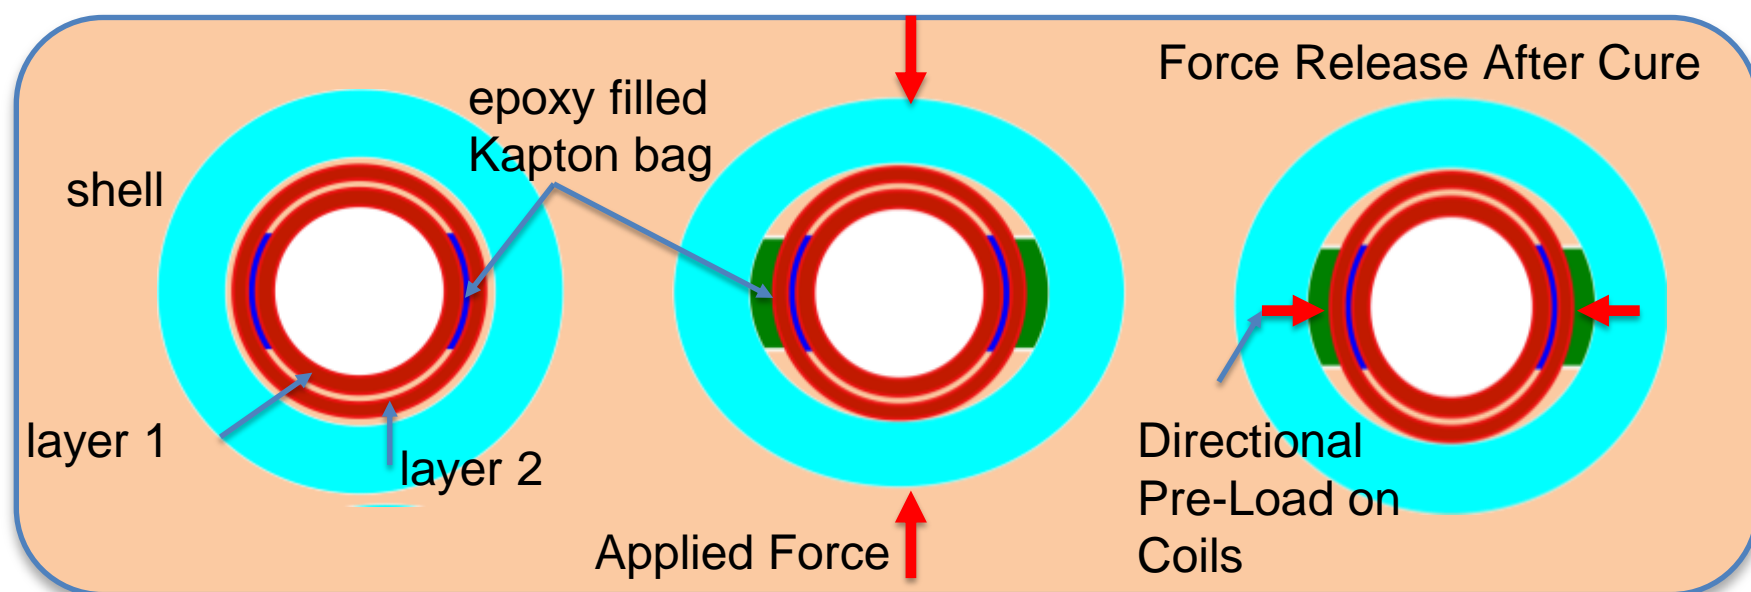 shell
epoxy filled
Kapton bag
layer 1
layer 2
Applied Force
Force Release After Cure
Directional
Pre-Load on
Coils